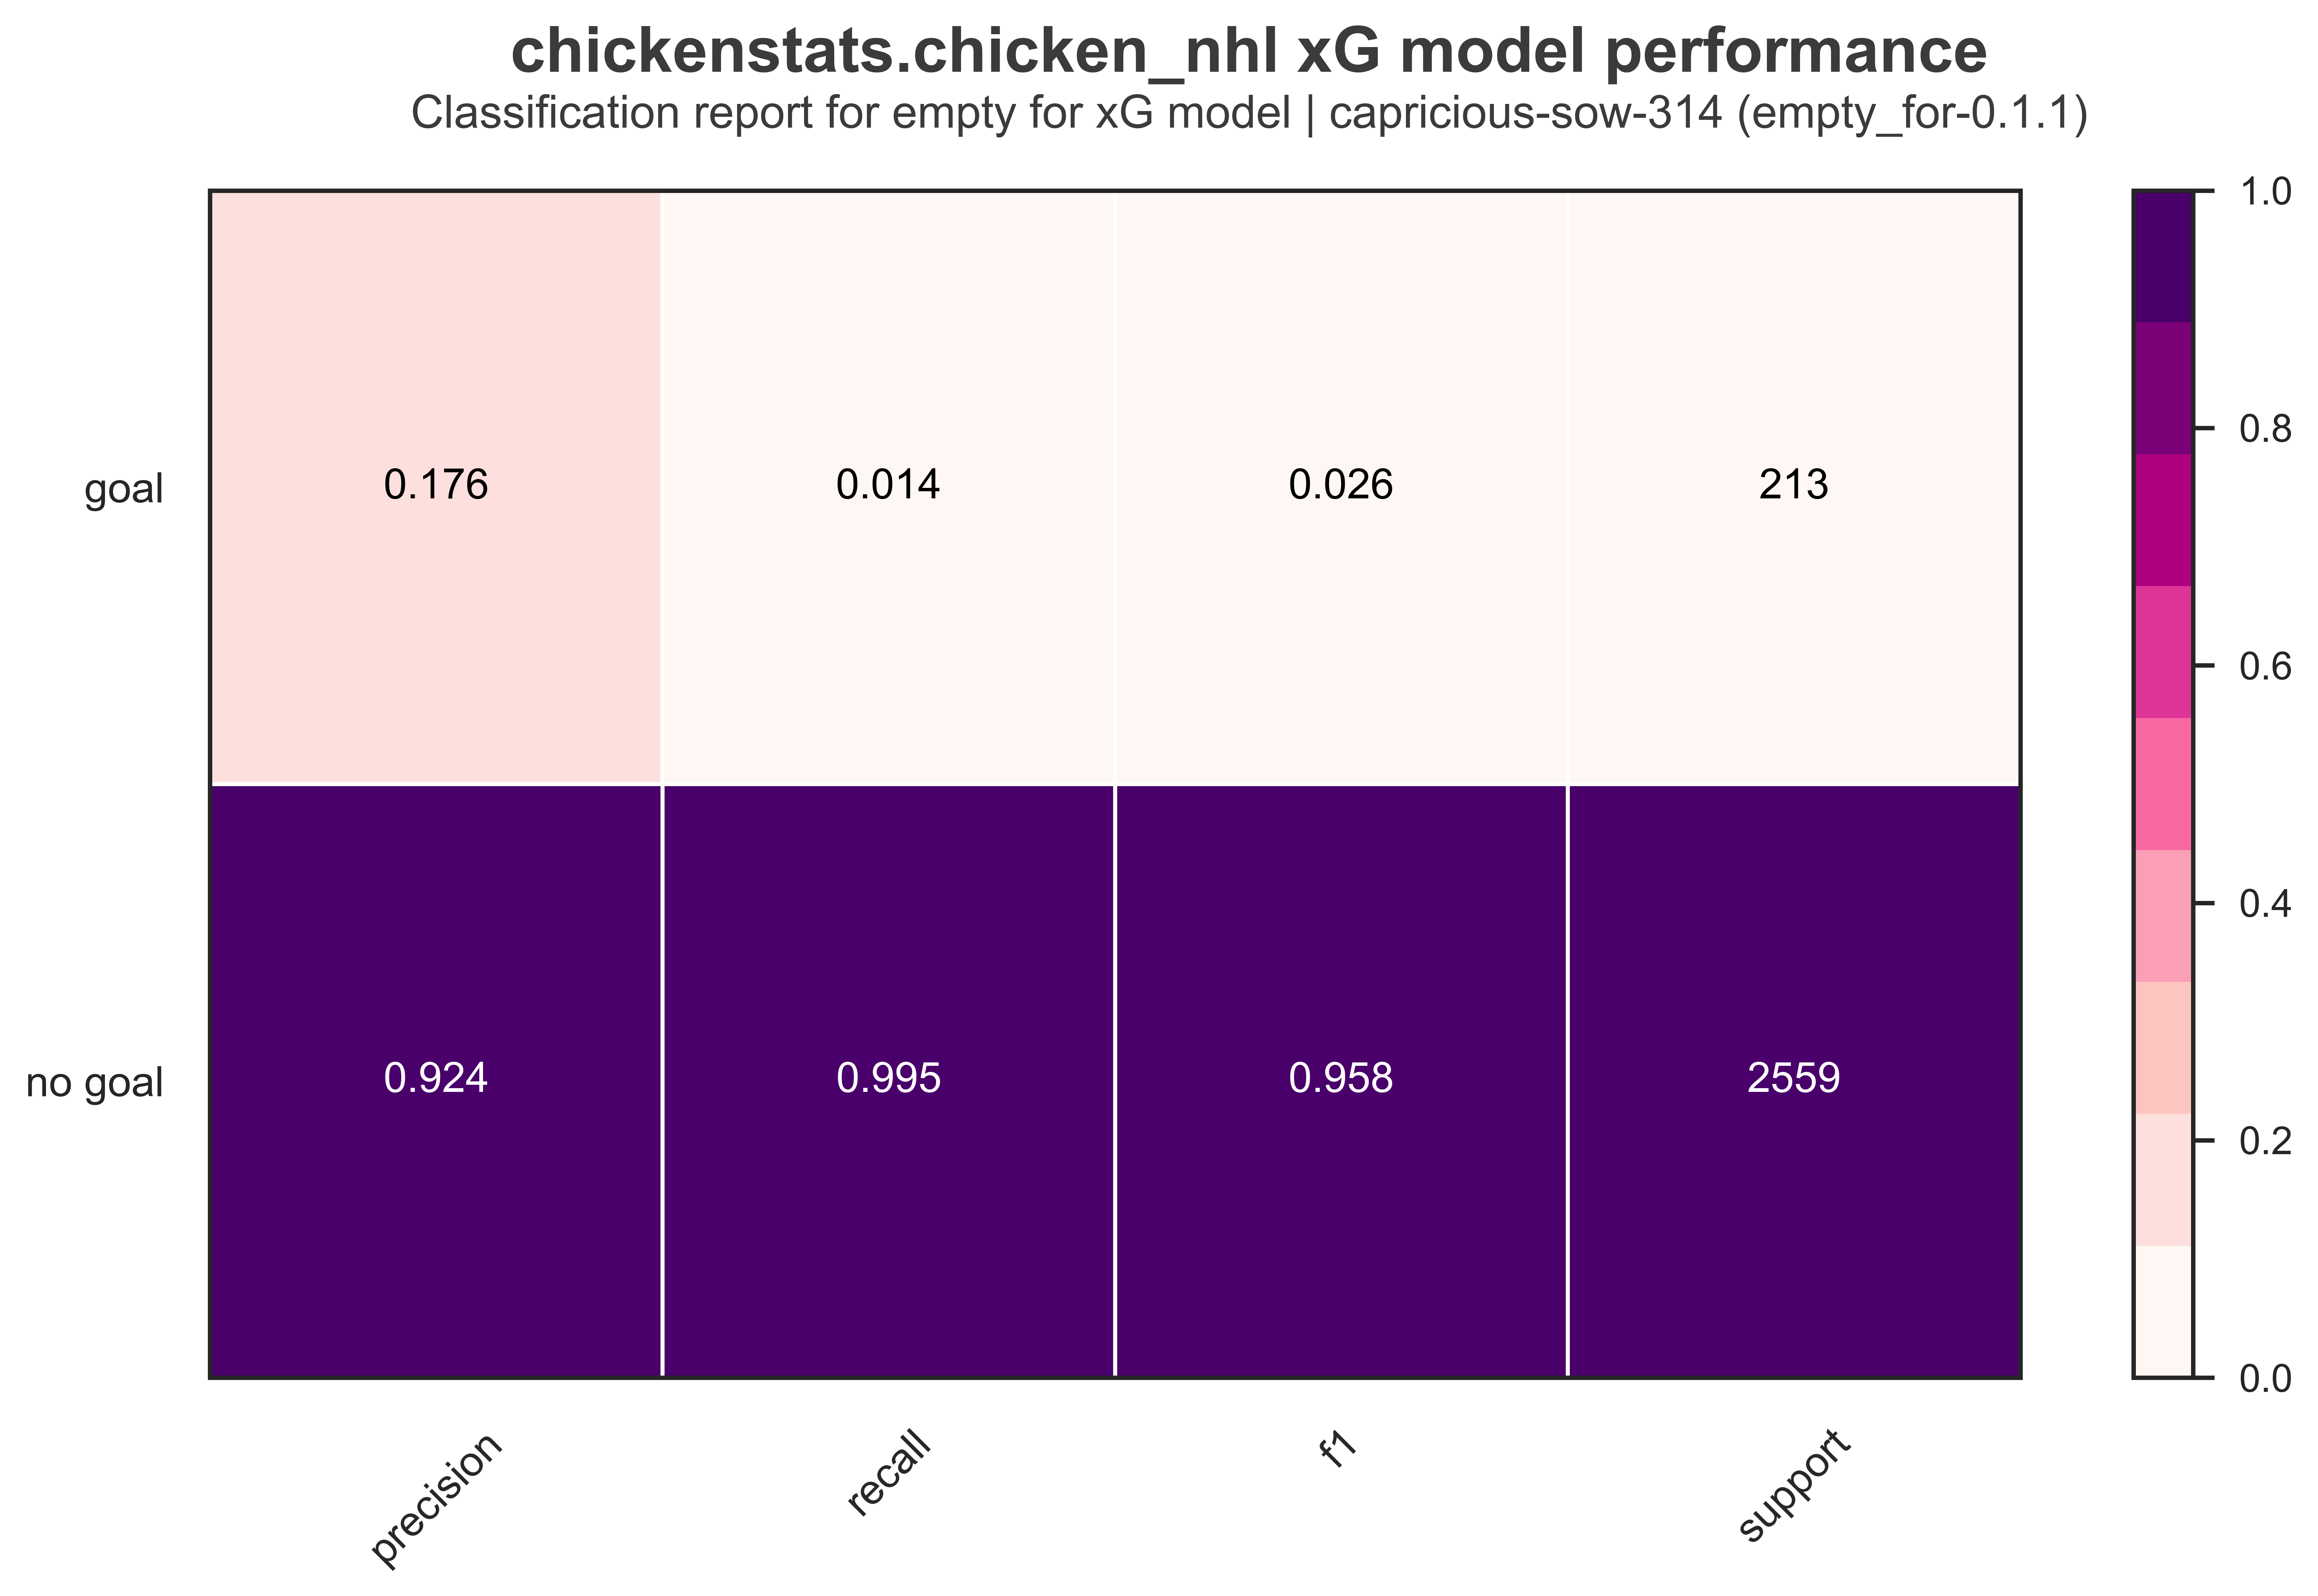 chickenstats.chicken_nhl xG model performance
Classification report for empty for xG model | capricious-sow-314 (empty_for-0.1.1)
goal 0.176 0.014 0.026 213
no goal 0.924 0.995 0.958 2559
precision recall f1 support
1.0
0.8
0.6
0.4
0.2
0.0